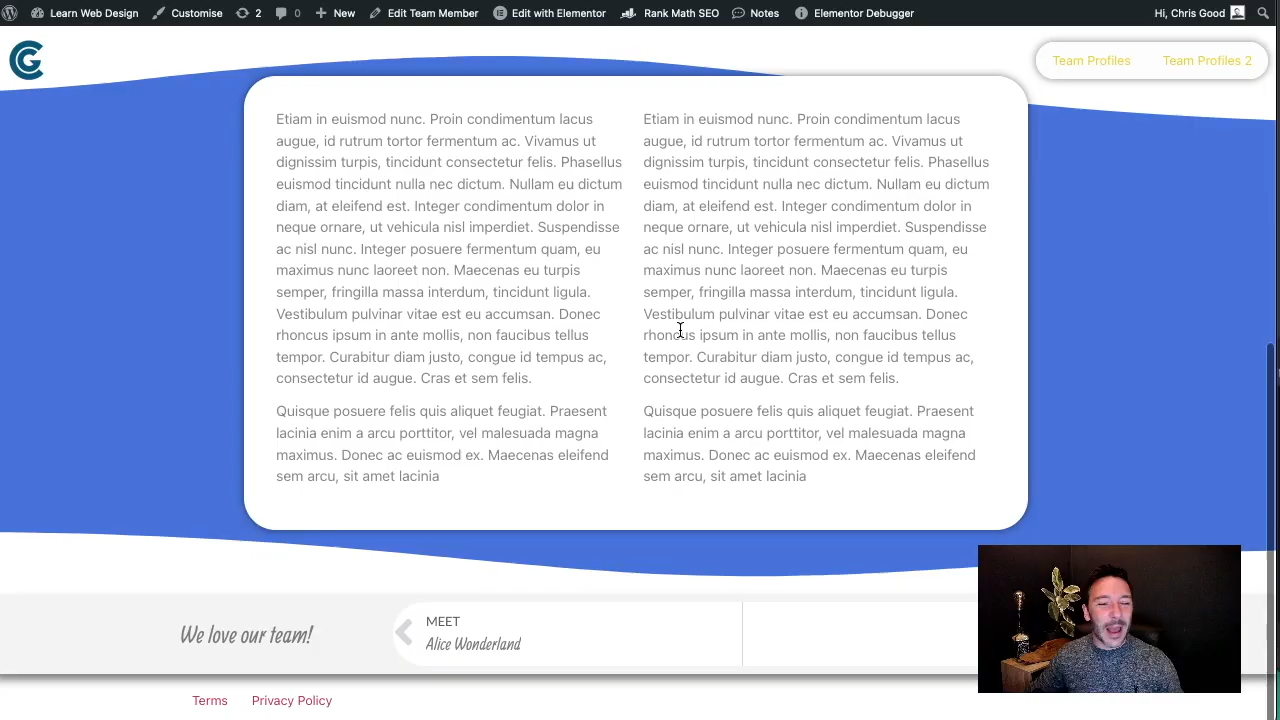 Learn Web Design Customise 2 0 New Edit Team Member Edit with Elementor Rank Math SEO Notes Elementor Debugger Hi, Chris Good
Team Profiles Team Profiles 2
Etiam in euismod nunc. Proin condimentum lacus
augue, id rutrum tortor fermentum ac. Vivamus ut
dignissim turpis, tincidunt consectetur felis. Phasellus
euismod tincidunt nulla nec dictum. Nullam eu dictum
diam, at eleifend est. Integer condimentum dolor in
neque ornare, ut vehicula nisl imperdiet. Suspendisse
ac nisl nunc. Integer posuere fermentum quam, eu
maximus nunc laoreet non. Maecenas eu turpis
semper, fringilla massa interdum, tincidunt ligula.
Vestibulum pulvinar vitae est eu accumsan. Donec
rhoncus ipsum in ante mollis, non faucibus tellus
tempor. Curabitur diam justo, congue id tempus ac,
consectetur id augue. Cras et sem felis.
Quisque posuere felis quis aliquet feugiat. Praesent
lacinia enim a arcu porttitor, vel malesuada magna
maximus. Donec ac euismod ex. Maecenas eleifend
sem arcu, sit amet lacinia
Etiam in euismod nunc. Proin condimentum lacus
augue, id rutrum tortor fermentum ac. Vivamus ut
dignissim turpis, tincidunt consectetur felis. Phasellus
euismod tincidunt nulla nec dictum. Nullam eu dictum
diam, at eleifend est. Integer condimentum dolor in
neque ornare, ut vehicula nisl imperdiet. Suspendisse
ac nisl nunc. Integer posuere fermentum quam, eu
maximus nunc laoreet non. Maecenas eu turpis
semper, fringilla massa interdum, tincidunt ligula.
Vestibulum pulvinar vitae est eu accumsan. Donec
rhoncus ipsum in ante mollis, non faucibus tellus
tempor. Curabitur diam justo, congue id tempus ac,
consectetur id augue. Cras et sem felis.
Quisque posuere felis quis aliquet feugiat. Praesent
lacinia enim a arcu porttitor, vel malesuada magna
maximus. Donec ac euismod ex. Maecenas eleifend
sem arcu, sit amet lacinia
We love our team!
MEET
Alice Wonderland
Terms Privacy Policy